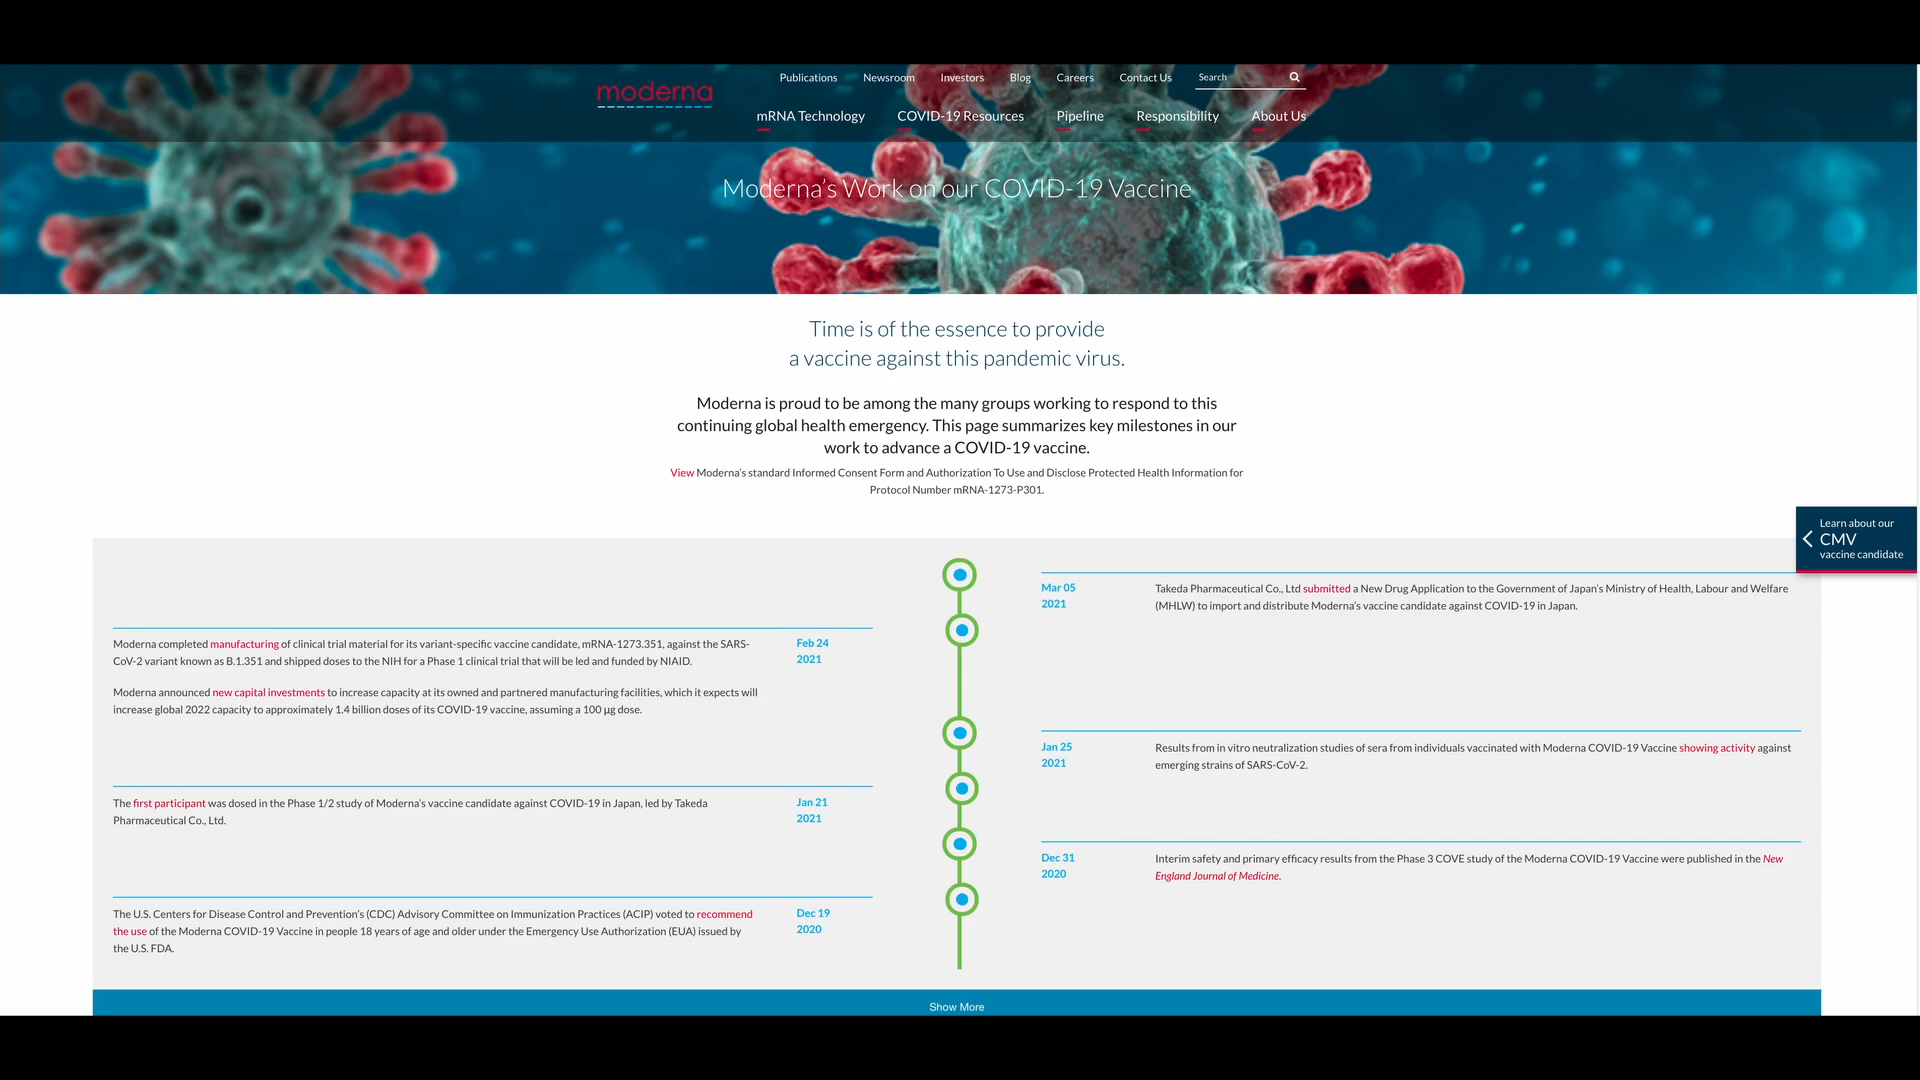 Publications Newsroom Investors Blog Careers Contact Us Search
moderna
mRNA Technology COVID-19 Resources Pipeline Responsibility About Us
Moderna's Work on our COVID-19 Vaccine
Time is of the essence to provide
a vaccine against this pandemic virus.
Moderna is proud to be among the many groups working to respond to this
continuing global health emergency. This page summarizes key milestones in our
work to advance a COVID-19 vaccine.
View Moderna's standard Informed Consent Form and Authorization To Use and Disclose Protected Health Information for
Protocol Number mRNA-1273-P301.
Learn about our
CMV
vaccine candidate
Mar 05
2021
Takeda Pharmaceutical Co., Ltd submitted a New Drug Application to the Government of Japan's Ministry of Health, Labour and Welfare
(MHLW) to import and distribute Moderna's vaccine candidate against COVID-19 in Japan.
Moderna completed manufacturing of clinical trial material for its variant-specific vaccine candidate, mRNA-1273.351, against the SARS-
CoV-2 variant known as B.1.351 and shipped doses to the NIH for a Phase 1 clinical trial that will be led and funded by NIAID.
Moderna announced new capital investments to increase capacity at its owned and partnered manufacturing facilities, which it expects will
increase global 2022 capacity to approximately 1.4 billion doses of its COVID-19 vaccine, assuming a 100 µg dose.
Feb 24
2021
Jan 25
2021
Results from in vitro neutralization studies of sera from individuals vaccinated with Moderna COVID-19 Vaccine showing activity against
emerging strains of SARS-CoV-2.
The first participant was dosed in the Phase 1/2 study of Moderna's vaccine candidate against COVID-19 in Japan, led by Takeda
Pharmaceutical Co., Ltd.
Jan 21
2021
Dec 31
2020
Interim safety and primary efficacy results from the Phase 3 COVE study of the Moderna COVID-19 Vaccine were published in the New
England Journal of Medicine.
The U.S. Centers for Disease Control and Prevention's (CDC) Advisory Committee on Immunization Practices (ACIP) voted to recommend
the use of the Moderna COVID-19 Vaccine in people 18 years of age and older under the Emergency Use Authorization (EUA) issued by
the U.S. FDA.
Dec 19
2020
Show More